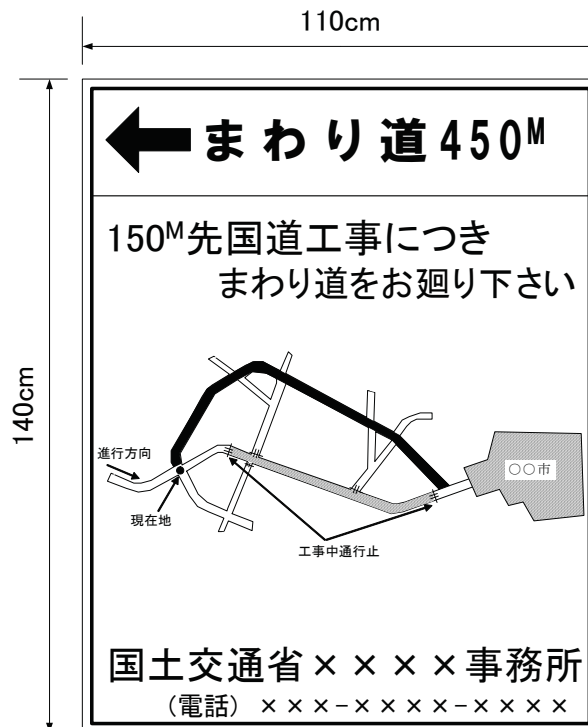 110cm
140cm
まわり道450M
150M先国道工事につき
まわり道をお廻り下さい
進行方向
○○市
現在地
工事中通行止
国土交通省××××事務所
(電話) ×××-××××-××××